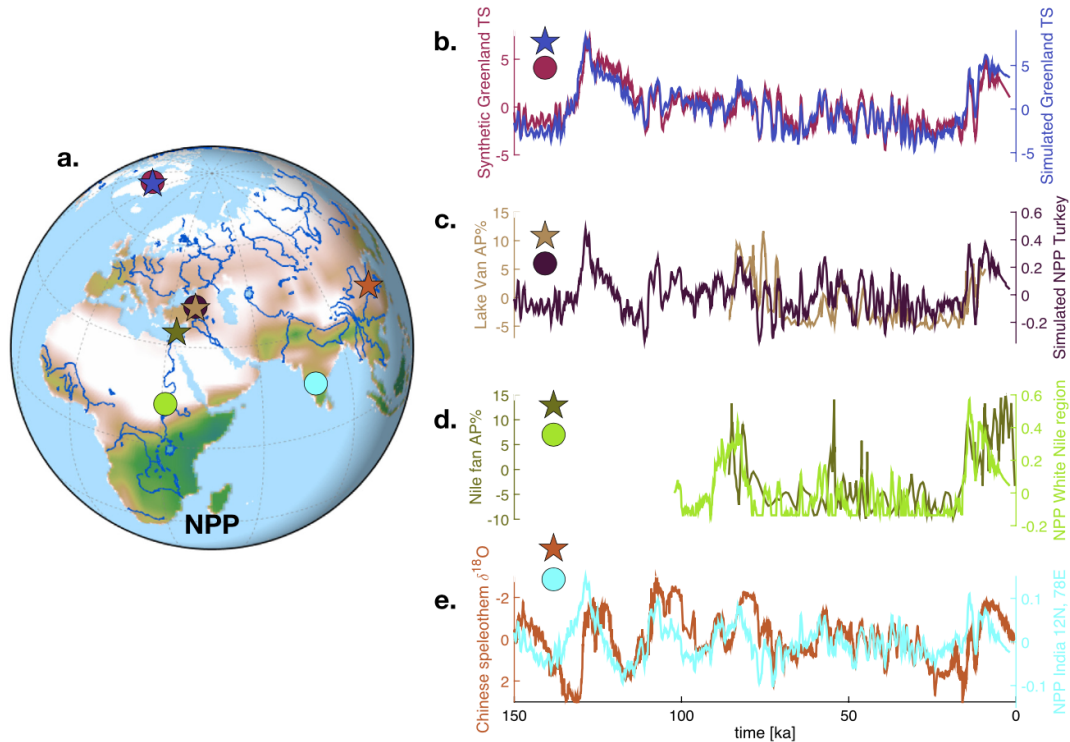 a.
NPP
b.
Synthetic Greenland TS
5
0
-5
Simulated Greenland TS
5
0
-5
c.
Lake Van AP%
15
10
5
0
-5
Simulated NPP Turkey
0.6
0.4
0.2
0
-0.2
d.
Nile fan AP%
15
10
5
0
-5
-10
NPP White Nile region
0.6
0.4
0.2
0
-0.2
e.
Chinese speleothem δ18O
-2
0
2
NPP India 12N, 78E
0.1
0
-0.1
150
100
50
0
time [ka]